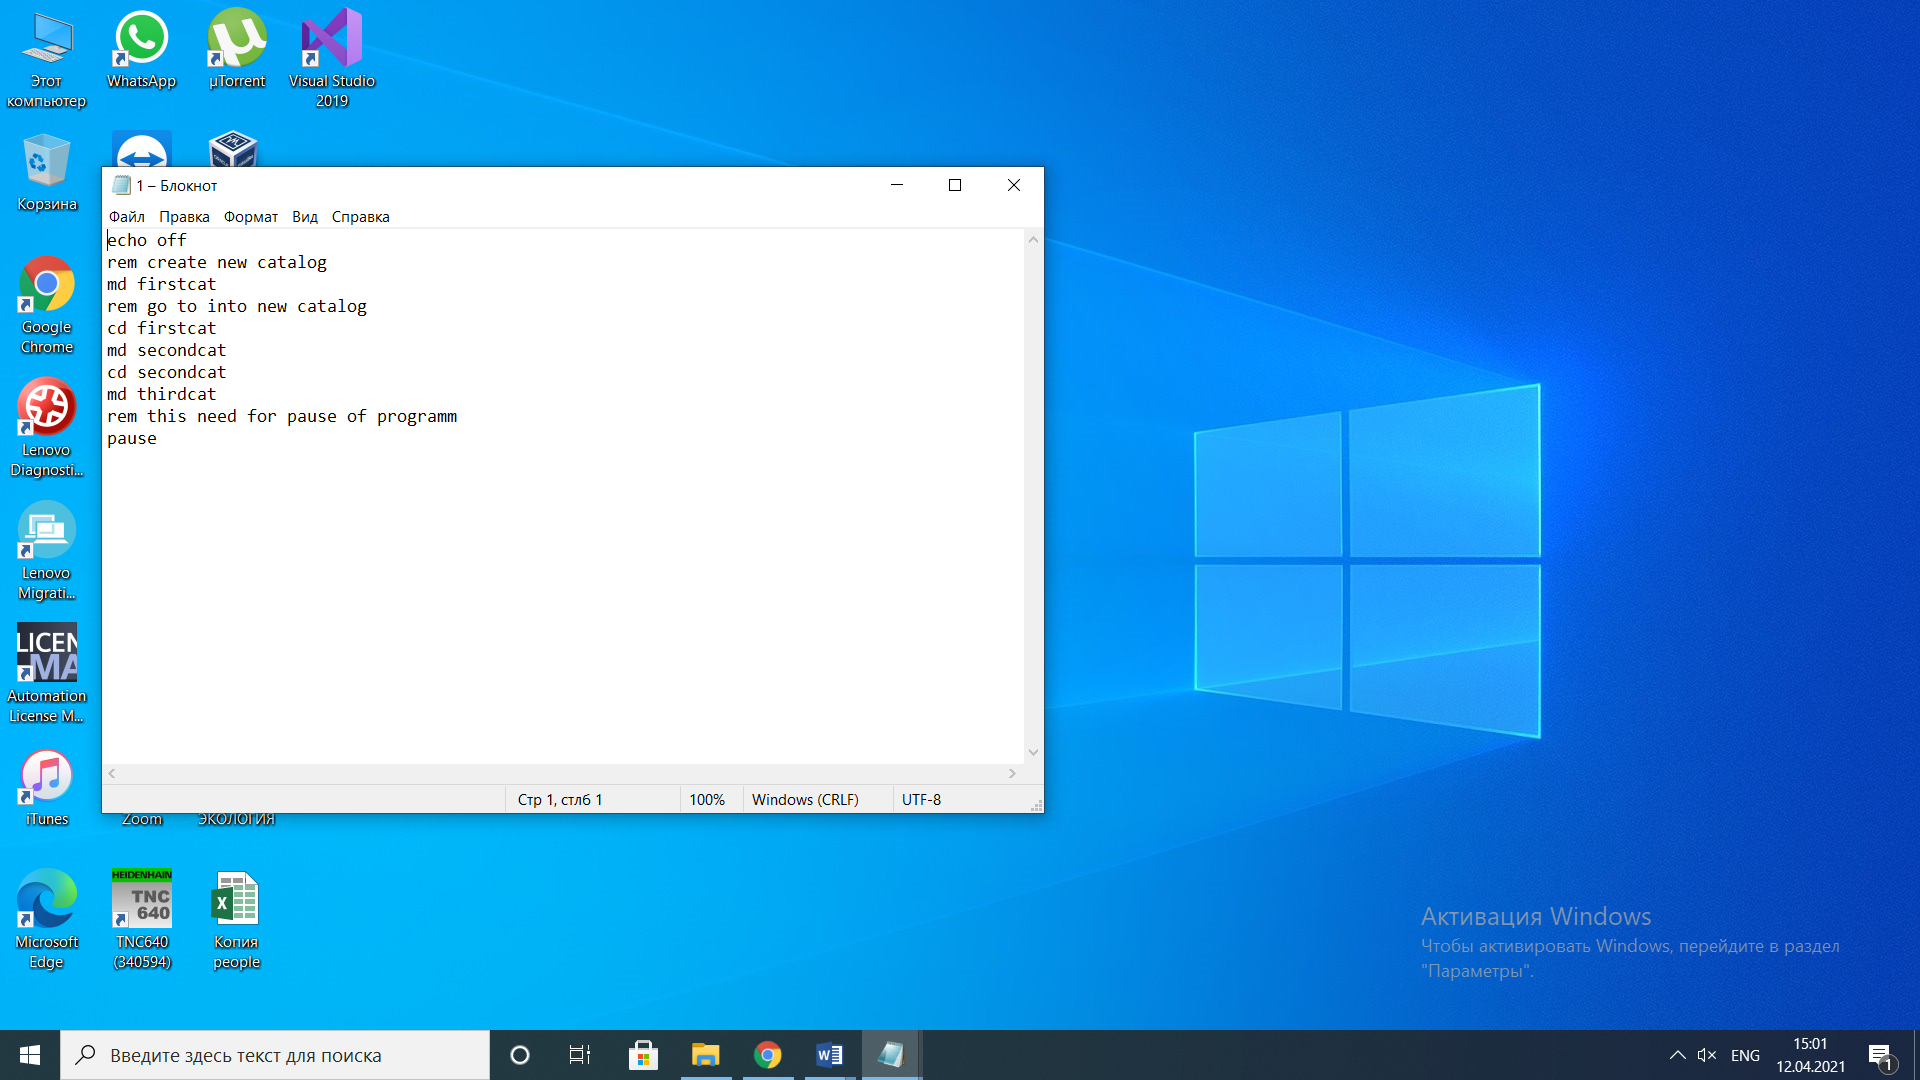 Этот
компьютер
WhatsApp
µTorrent
Visual Studio
2019
Корзина
Google
Chrome
Lenovo
Diagnosti...
Lenovo
Migrati...
LICEN
MA
Automation
License M...
iTunes
Zoom
ЭКОЛОГИЯ
Microsoft
Edge
HEIDENHAIN
TNC
640
TNC640
(340594)
Копия
people
1 – Блокнот
Файл Правка Формат Вид Справка
echo off
rem create new catalog
md firstcat
rem go to into new catalog
cd firstcat
md secondcat
cd secondcat
md thirdcat
rem this need for pause of programm
pause
Стр 1, стлб 1 100% Windows (CRLF) UTF-8
Активация Windows
Чтобы активировать Windows, перейдите в раздел
"Параметры".
Введите здесь текст для поиска
ENG
15:01
12.04.2021
1